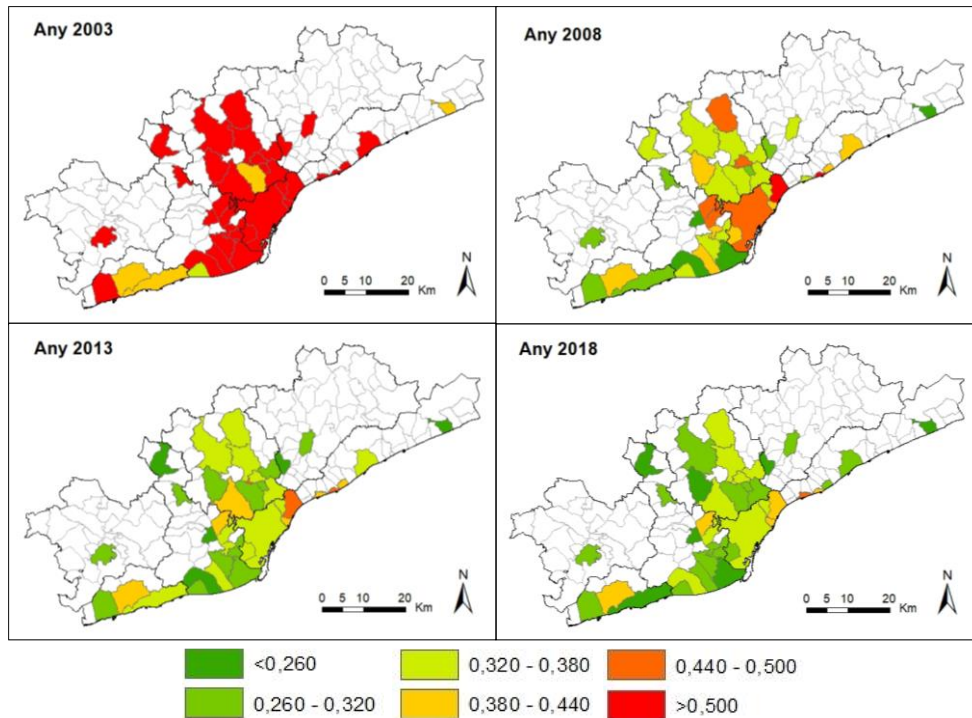 Any 2003
N
0 5 10 20
Km
Any 2008
N
0 5 10 20
Km
Any 2013
N
0 5 10 20
Km
Any 2018
N
0 5 10 20
Km
<0,260
0,320 - 0,380
0,440 - 0,500
0,260 - 0,320
0,380 - 0,440
>0,500